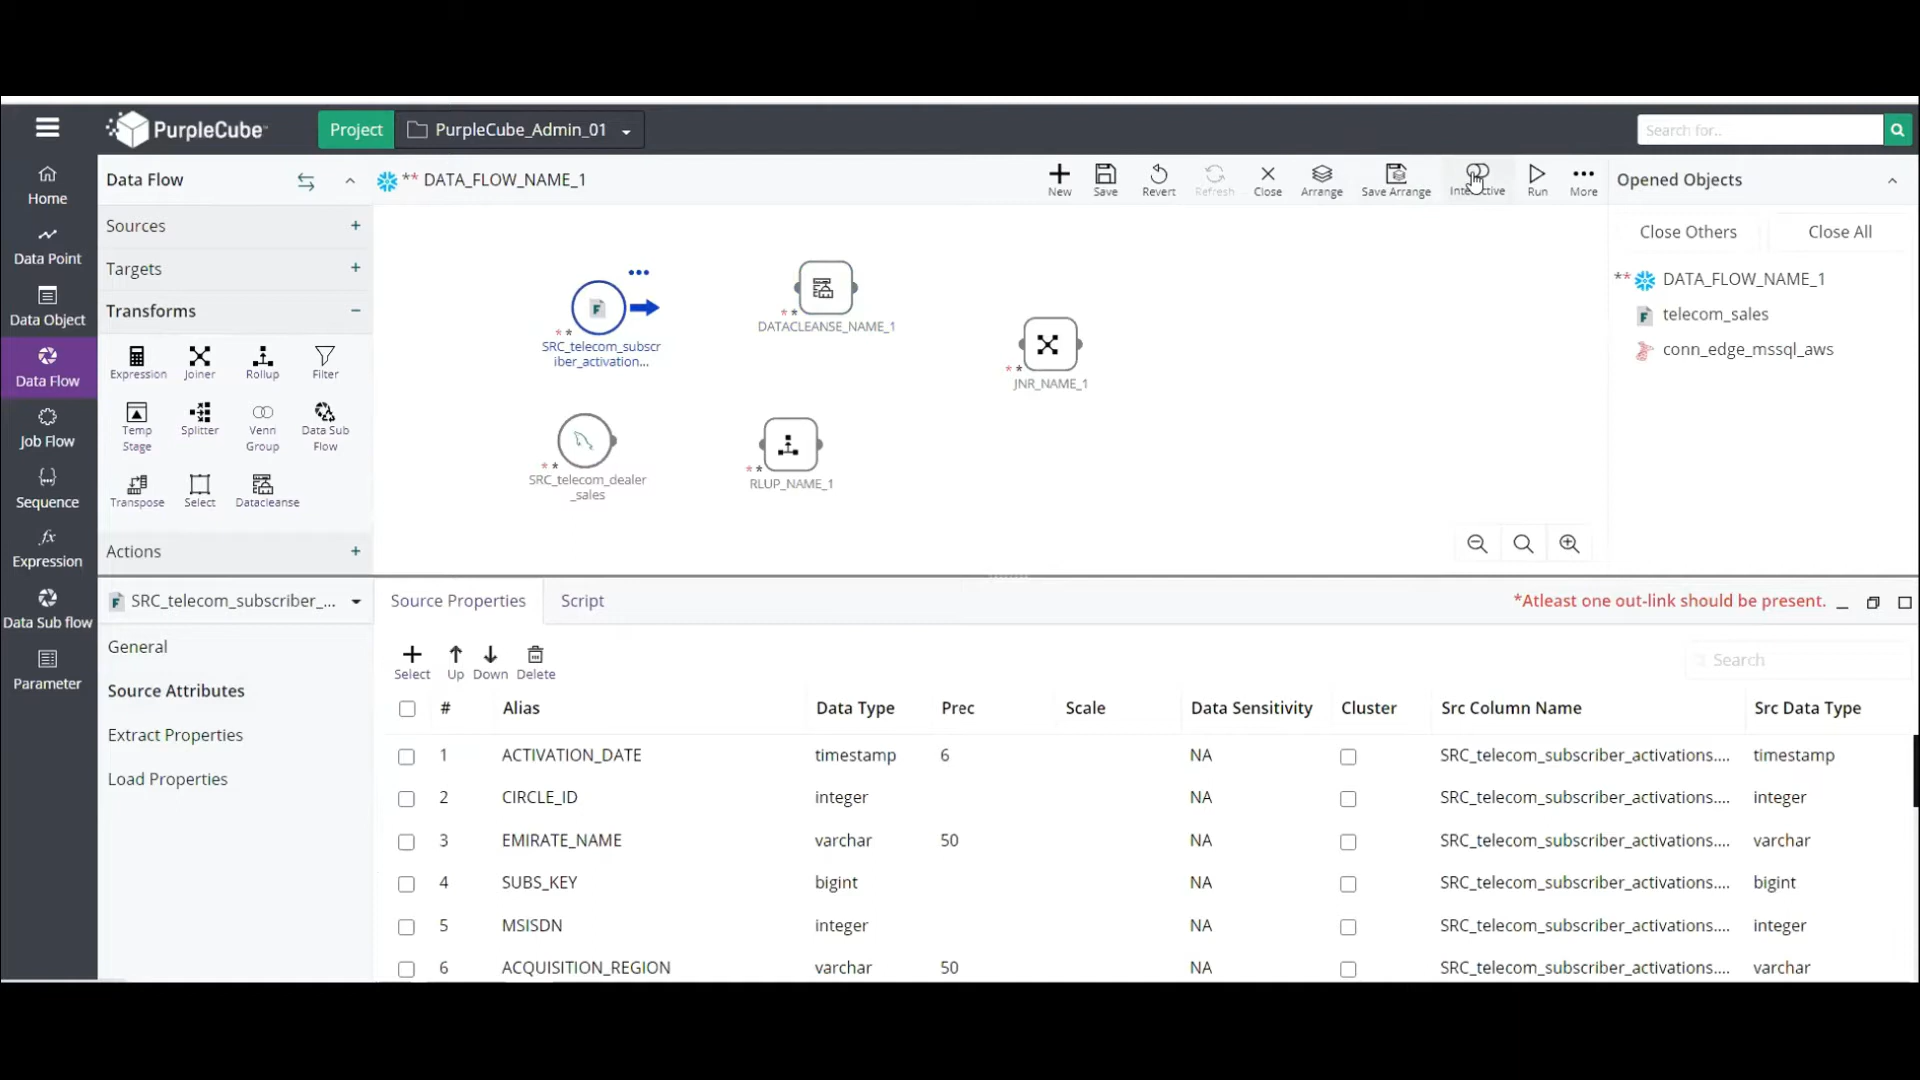 PurpleCube™
Project
PurpleCube_Admin_01
Search for..
Home
Data Point
Data Object
Data Flow
Job Flow
Sequence
Expression
Data Sub flow
Parameter
Data Flow
Sources +
Targets +
Transforms −
Expression
Joiner
Rollup
Filter
Temp
Stage
Splitter
Venn
Group
Data Sub
Flow
Transpose
Select
Datacleanse
Actions +
** DATA_FLOW_NAME_1
New
Save
Revert
Refresh
Close
Arrange
Save Arrange
Run
More
**
SRC_telecom_subscr
iber_activation...
**
DATACLEANSE_NAME_1
**
JNR_NAME_1
**
SRC_telecom_dealer
_sales
**
RLUP_NAME_1
Opened Objects
Close Others
Close All
** DATA_FLOW_NAME_1
F telecom_sales
conn_edge_mssql_aws
F SRC_telecom_subscriber_...
General
Source Attributes
Extract Properties
Load Properties
Source Properties
Script
*Atleast one out-link should be present.
Select
Up
Down
Delete
Search
# Alias Data Type Prec Scale Data Sensitivity Cluster Src Column Name Src Data Type
1 ACTIVATION_DATE timestamp 6 NA SRC_telecom_subscriber_activations.... timestamp
2 CIRCLE_ID integer NA SRC_telecom_subscriber_activations.... integer
3 EMIRATE_NAME varchar 50 NA SRC_telecom_subscriber_activations.... varchar
4 SUBS_KEY bigint NA SRC_telecom_subscriber_activations.... bigint
5 MSISDN integer NA SRC_telecom_subscriber_activations.... integer
6 ACQUISITION_REGION varchar 50 NA SRC_telecom_subscriber_activations.... varchar